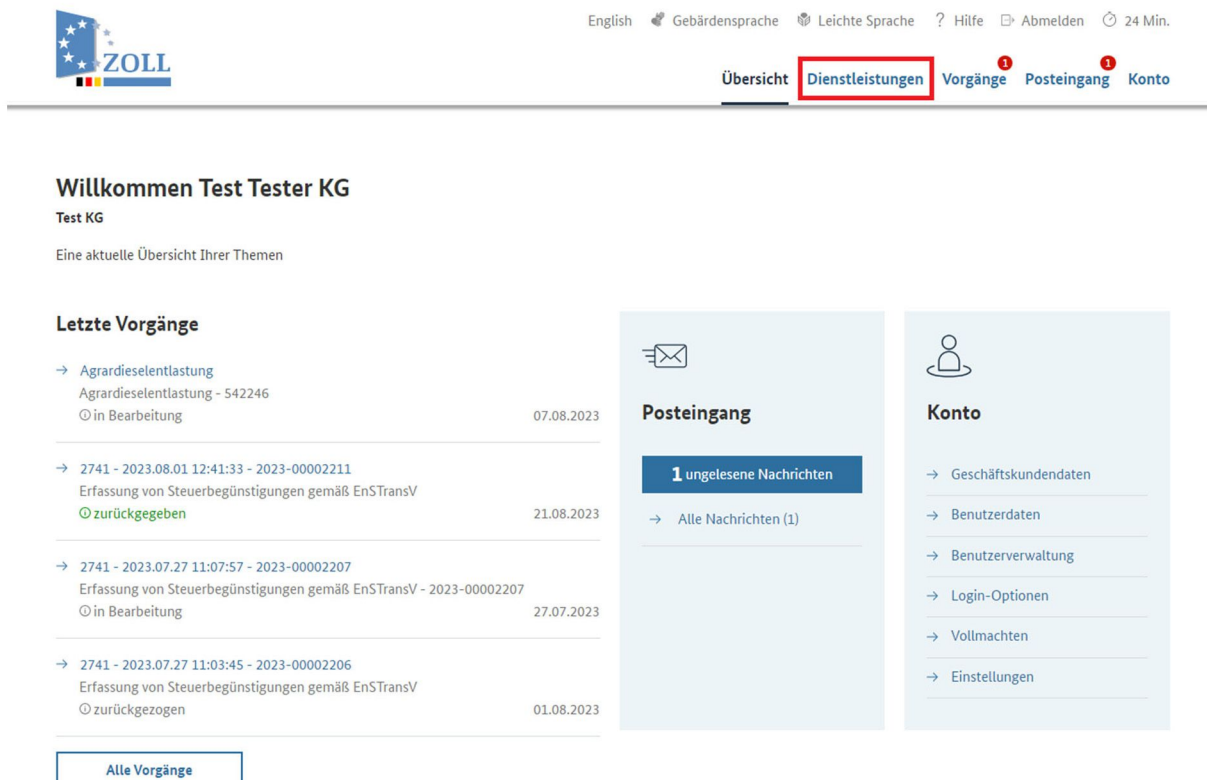 English Gebärdensprache Leichte Sprache ? Hilfe Abmelden 24 Min.
ZOLL
Übersicht Dienstleistungen Vorgänge 1 Posteingang 1 Konto
Willkommen Test Tester KG
Test KG
Eine aktuelle Übersicht Ihrer Themen
Letzte Vorgänge
→ Agrardieselentlastung
Agrardieselentlastung - 542246
in Bearbeitung 07.08.2023
→ 2741 - 2023.08.01 12:41:33 - 2023-00002211
Erfassung von Steuerbegünstigungen gemäß EnSTransV
zurückgegeben 21.08.2023
→ 2741 - 2023.07.27 11:07:57 - 2023-00002207
Erfassung von Steuerbegünstigungen gemäß EnSTransV - 2023-00002207
in Bearbeitung 27.07.2023
→ 2741 - 2023.07.27 11:03:45 - 2023-00002206
Erfassung von Steuerbegünstigungen gemäß EnSTransV
zurückgezogen 01.08.2023
Alle Vorgänge
Posteingang
1 ungelesene Nachrichten
→ Alle Nachrichten (1)
Konto
→ Geschäftskundendaten
→ Benutzerdaten
→ Benutzerverwaltung
→ Login-Optionen
→ Vollmachten
→ Einstellungen